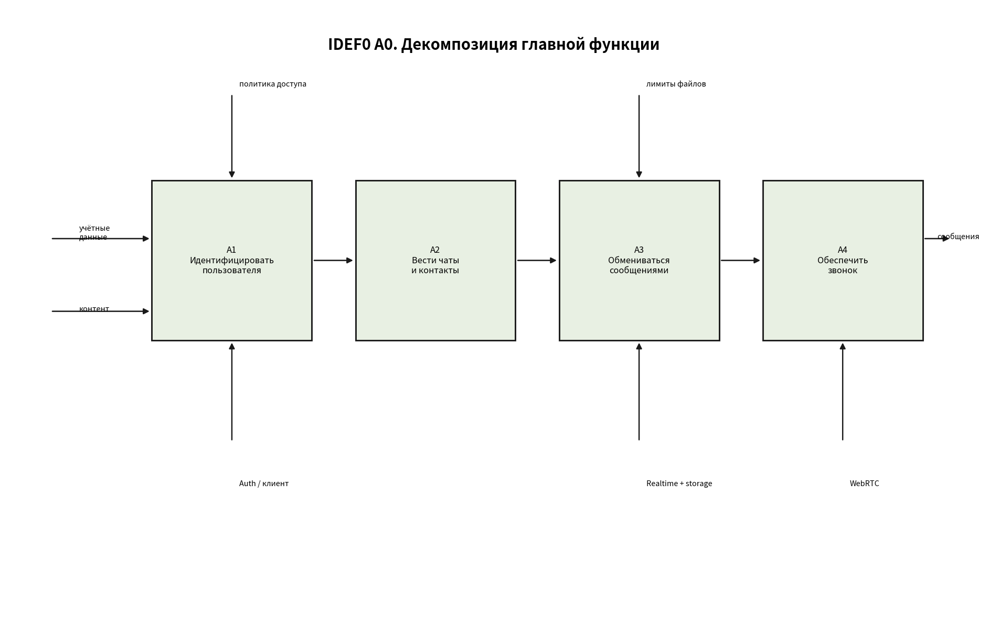 IDEF0 A0. Декомпозиция главной функции
политика доступа
лимиты файлов
учётные
данные
контент
A1
Идентифицировать
пользователя
A2
Вести чаты
и контакты
A3
Обмениваться
сообщениями
A4
Обеспечить
звонок
сообщения
Auth / клиент
Realtime + storage
WebRTC